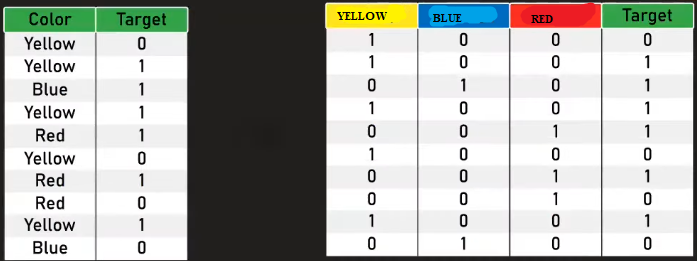 Color Target
Yellow 0
Yellow 1
Blue 1
Yellow 1
Red 1
Yellow 0
Red 1
Red 0
Yellow 1
Blue 0
YELLOW BLUE RED Target
1 0 0 0
1 0 0 1
0 1 0 1
1 0 0 1
0 0 1 1
1 0 0 0
0 0 1 1
0 0 1 0
1 0 0 1
0 1 0 0